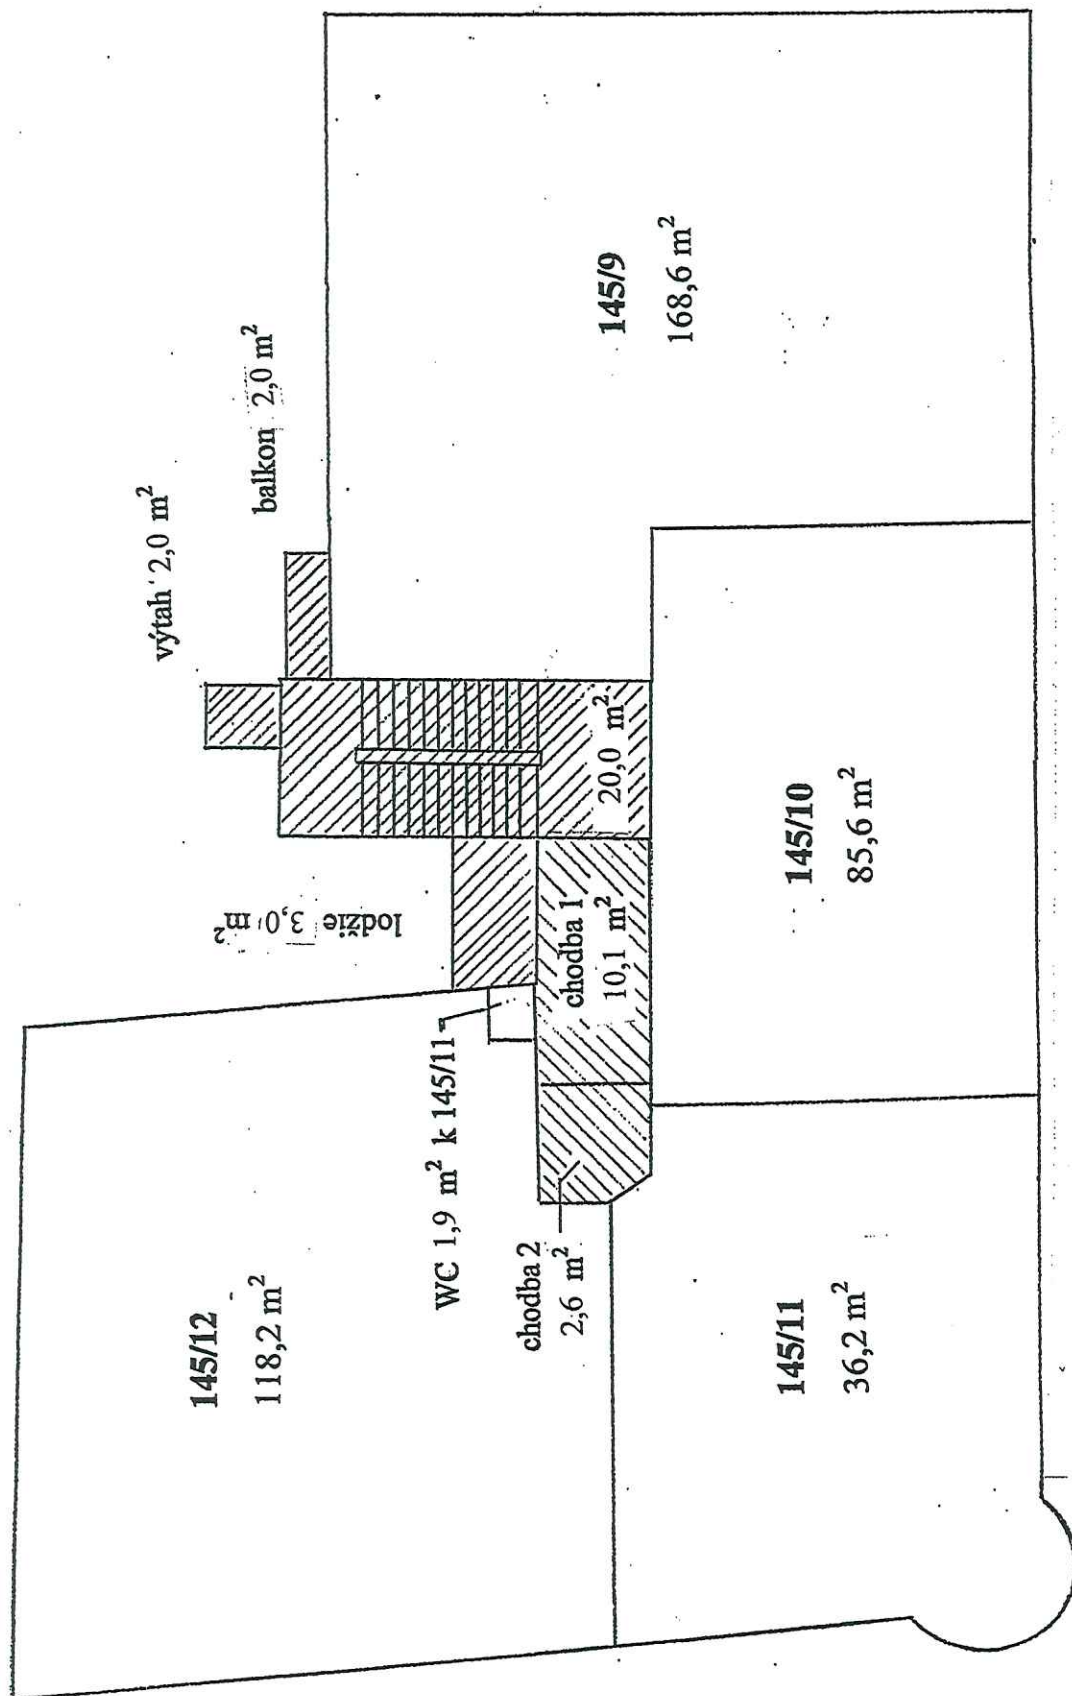 145/12
118,2 m²
lodžie 3,0 m²
výtah 2,0 m²
balkon 2,0 m²
WC 1,9 m² k 145/11
chodba 2
2,6 m²
chodba 1
10,1 m²
20,0 m²
145/9
168,6 m²
145/11
36,2 m²
145/10
85,6 m²